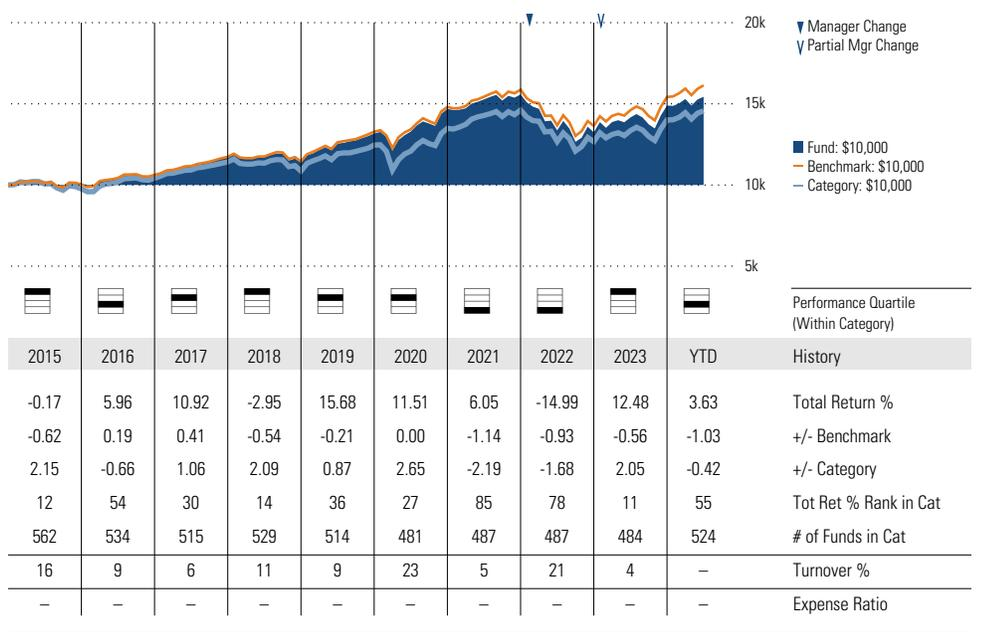 20k
Manager Change
Partial Mgr Change
15k
Fund: $10,000
Benchmark: $10,000
10k
Category: $10,000
5k
Performance Quartile
(Within Category)
2015 2016 2017 2018 2019 2020 2021 2022 2023 YTD History
-0.17 5.96 10.92 -2.95 15.68 11.51 6.05 -14.99 12.48 3.63 Total Return %
-0.62 0.19 0.41 -0.54 -0.21 0.00 -1.14 -0.93 -0.56 -1.03 +/- Benchmark
2.15 -0.66 1.06 2.09 0.87 2.65 -2.19 -1.68 2.05 -0.42 +/- Category
12 54 30 14 36 27 85 78 11 55 Tot Ret % Rank in Cat
562 534 515 529 514 481 487 487 484 524 # of Funds in Cat
16 9 6 11 9 23 5 21 4 – Turnover %
– – – – – – – – – – Expense Ratio